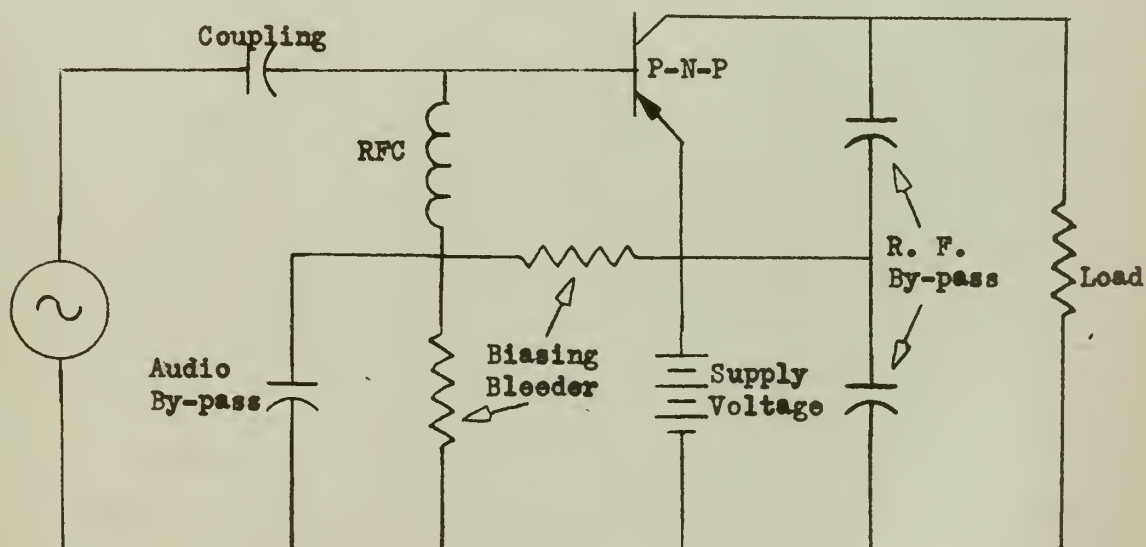 Coupling
P-N-P
RFC
R. F.
By-pass
Load
Biasing
Bleeder
Audio
By-pass
Supply
Voltage